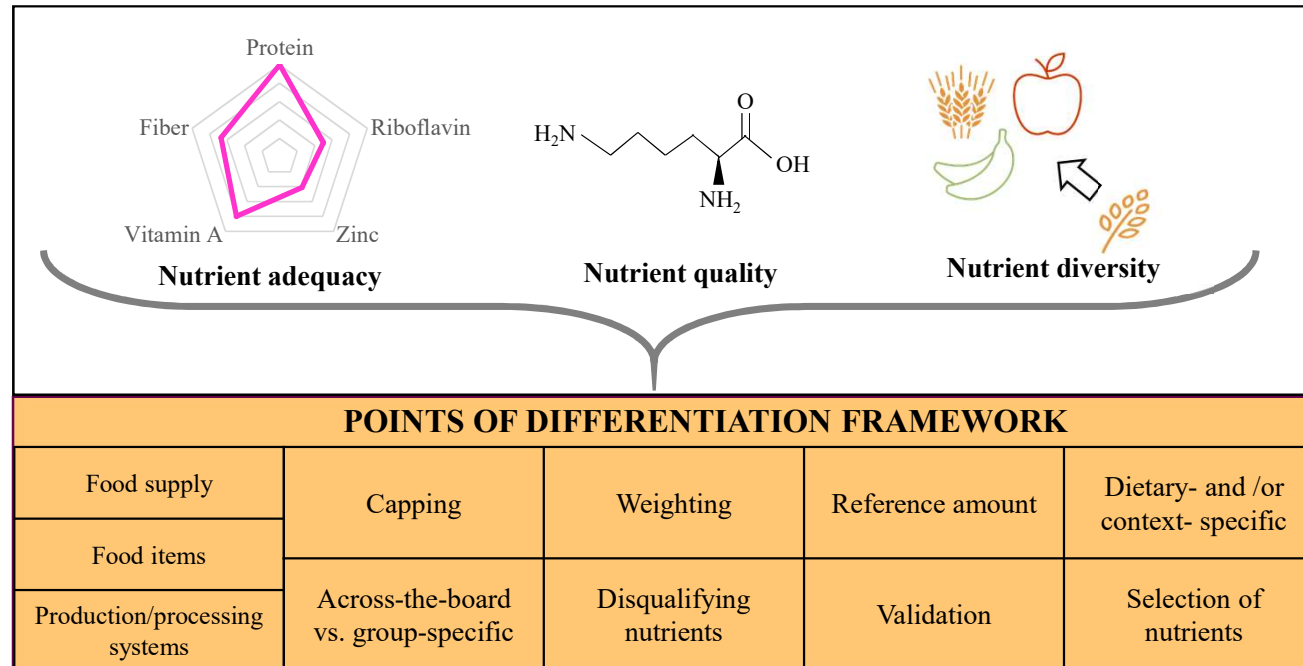 Protein
Fiber
Riboflavin
Vitamin A
Zinc
Nutrient adequacy
H₂N
O
OH
NH₂
Nutrient quality
Nutrient diversity
POINTS OF DIFFERENTIATION FRAMEWORK
Food supply
Food items
Production/processing
systems
Capping
Across-the-board
vs. group-specific
Weighting
Disqualifying
nutrients
Reference amount
Validation
Dietary- and /or
context- specific
Selection of
nutrients